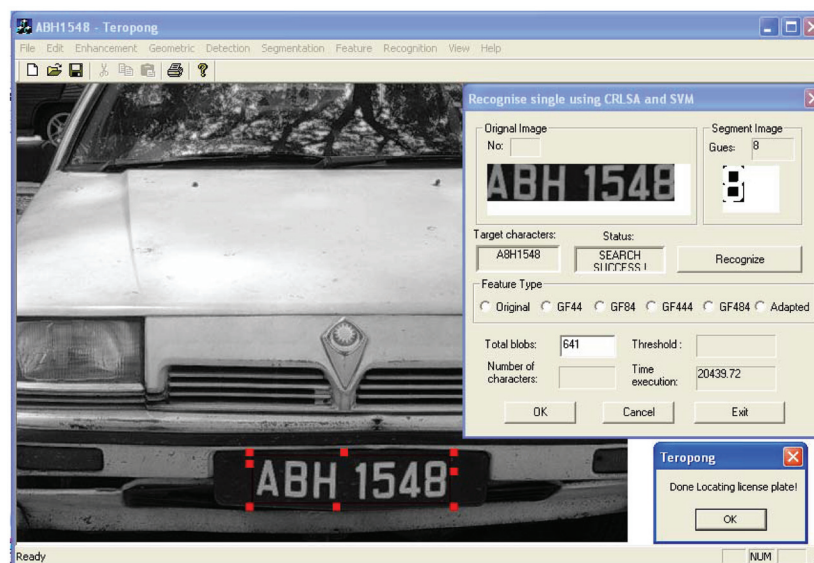 ABH1548 - Teropong
File Edit Enhancement Geometric Detection Segmentation Feature Recognition View Help
Recognise single using CRLSA and SVM
Orignal Image
No:
ABH 1548
Segment Image
Gues: 8
8
Target characters:
A8H1548
Status:
SEARCH
SUCCESS !
Recognize
Feature Type
Original GF44 GF84 GF444 GF484 Adapted
Total blobs: 641 Threshold :
Number of
characters:
Time
execution: 20439.72
OK Cancel Exit
ABH 1548
Teropong
Done Locating license plate!
OK
Ready
NUM